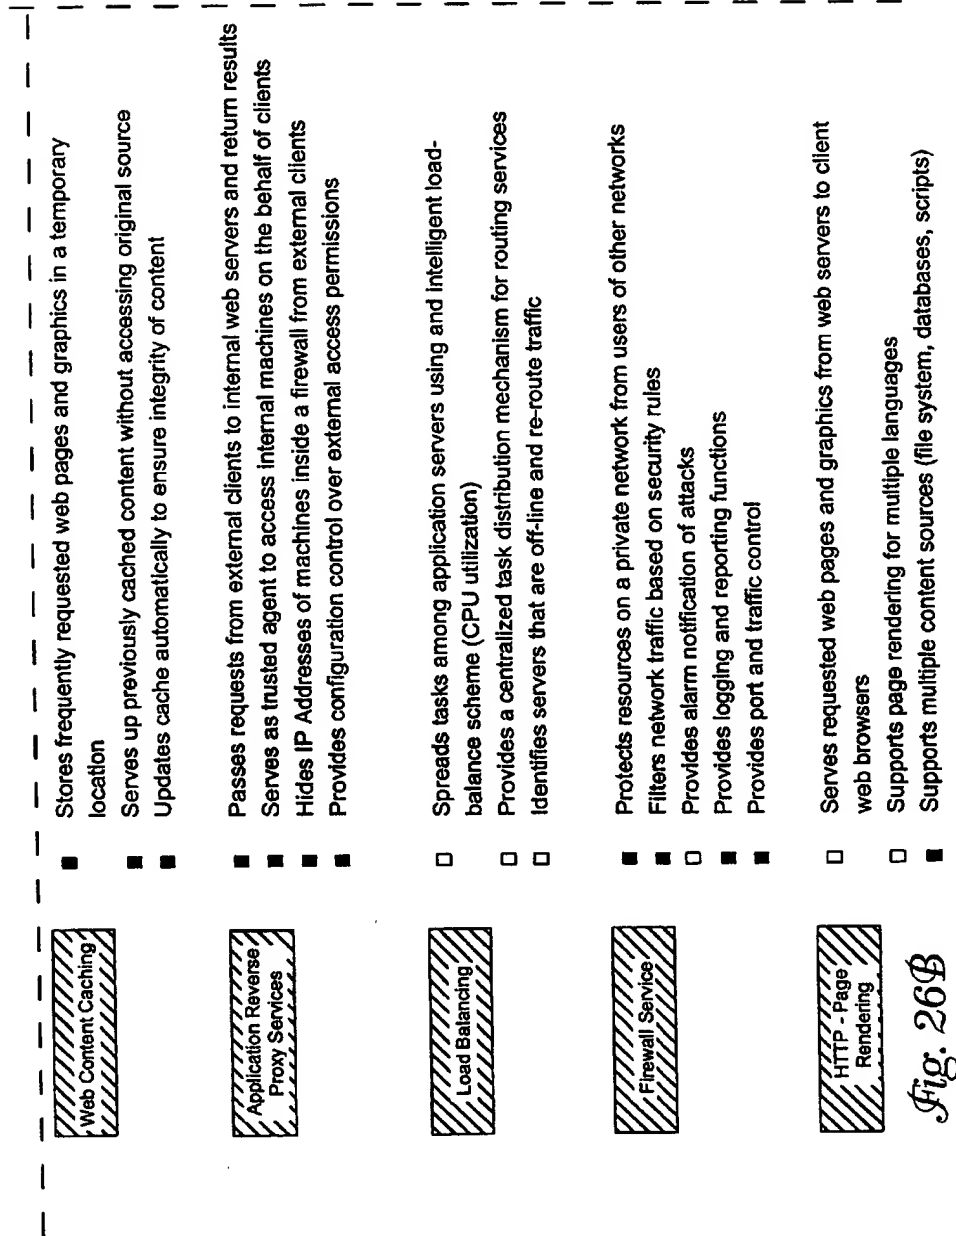 Web Content Caching
■ Stores frequently requested web pages and graphics in a temporary
location
■ Serves up previously cached content without accessing original source
■ Updates cache automatically to ensure integrity of content
Application Reverse
Proxy Services
■ Passes requests from external clients to internal web servers and return results
■ Serves as trusted agent to access internal machines on the behalf of clients
■ Hides IP Addresses of machines inside a firewall from external clients
■ Provides configuration control over external access permissions
Load Balancing
□ Spreads tasks among application servers using and intelligent load-
balance scheme (CPU utilization)
□ Provides a centralized task distribution mechanism for routing services
□ Identifies servers that are off-line and re-route traffic
Firewall Service
■ Protects resources on a private network from users of other networks
■ Filters network traffic based on security rules
□ Provides alarm notification of attacks
■ Provides logging and reporting functions
■ Provides port and traffic control
HTTP - Page
Rendering
□ Serves requested web pages and graphics from web servers to client
web browsers
□ Supports page rendering for multiple languages
■ Supports multiple content sources (file system, databases, scripts)
Fig. 26B